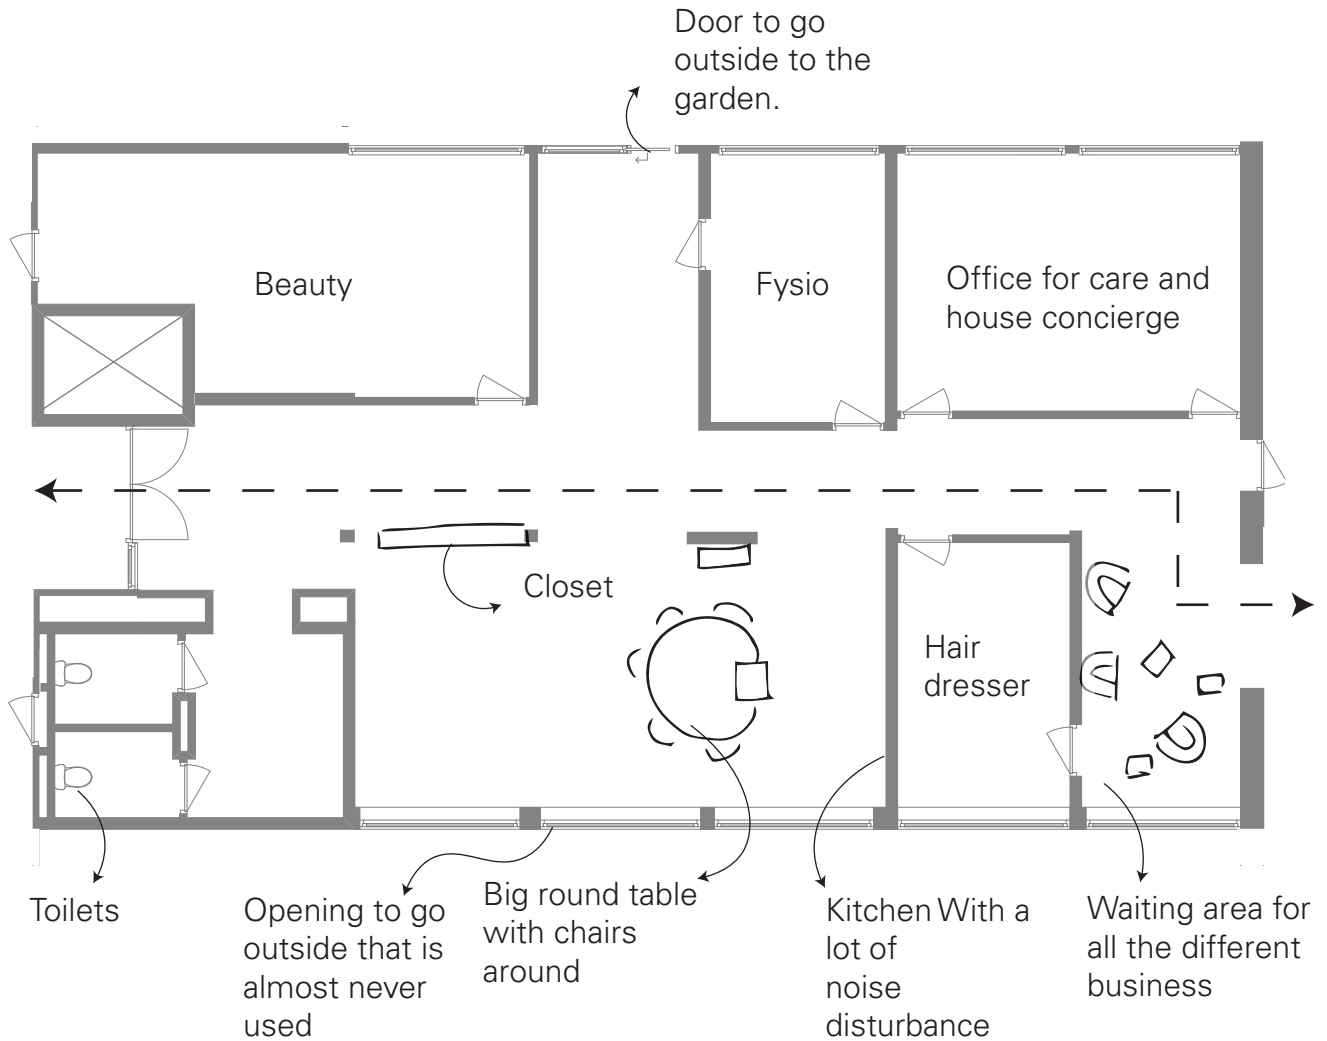 Door to go
outside to the
garden.
Beauty
Fysio
Office for care and
house concierge
Closet
Hair
dresser
Toilets
Opening to go
outside that is
almost never
used
Big round table
with chairs
around
Kitchen With a
lot of
noise
disturbance
Waiting area for
all the different
business